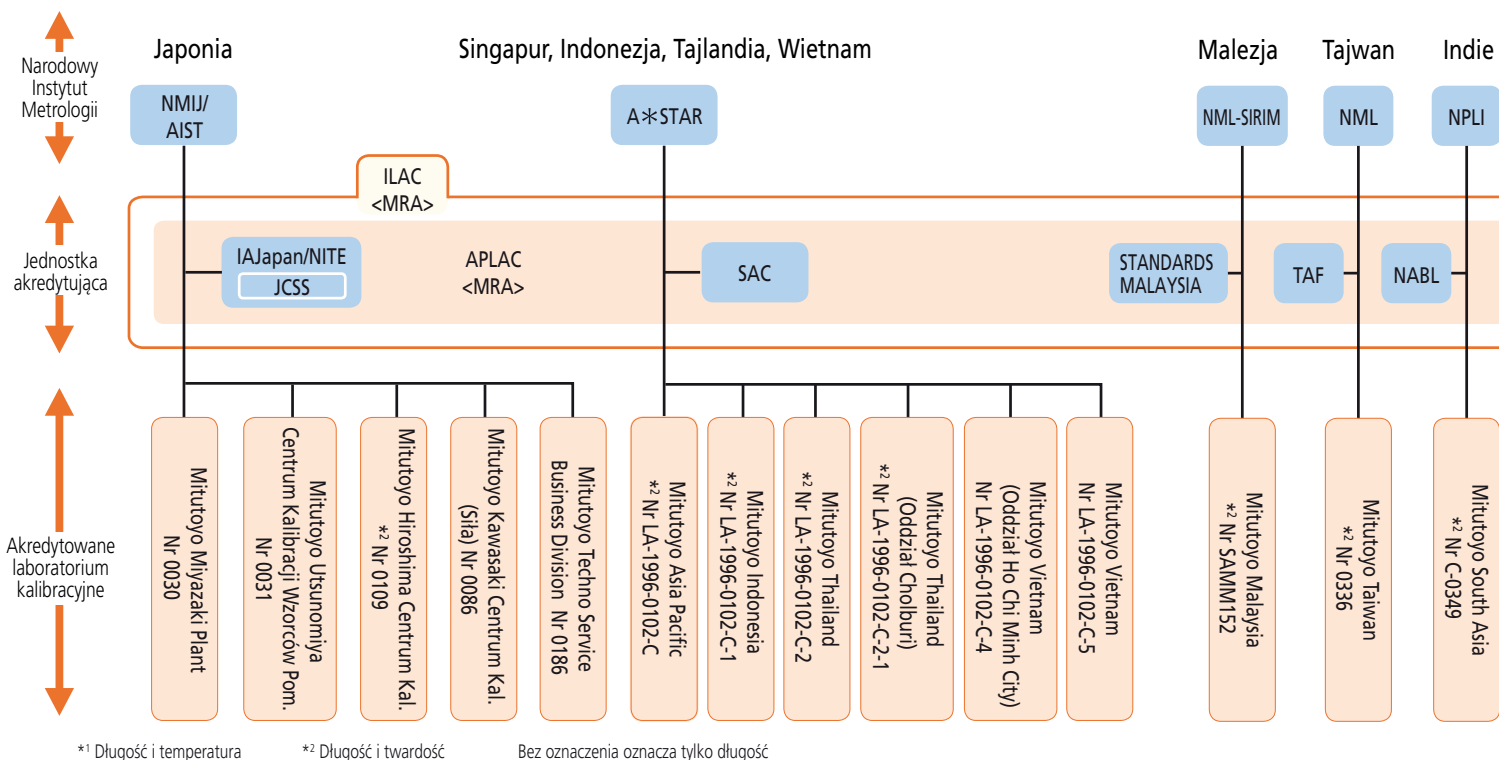 Narodowy
Instytut
Metrologii
Japonia
Singapur, Indonezja, Tajlandia, Wietnam
Malezja
Tajwan
Indie
NMIJ/
AIST
A✳STAR
NML-SIRIM
NML
NPLI
ILAC
<MRA>
Jednostka
akredytująca
IAJapan/NITE
JCSS
APLAC
<MRA>
SAC
STANDARDS
MALAYSIA
TAF
NABL
Akredytowane
laboratorium
kalibracyjne
Mitutoyo Miyazaki Plant
Nr 0030
Mitutoyo Utsunomiya
Centrum Kalibracji Wzorców Pom.
Nr 0031
Mitutoyo Hiroshima Centrum Kal.
*2 Nr 0109
Mitutoyo Kawasaki Centrum Kal.
(Siła) Nr 0086
Mitutoyo Techno Service
Business Division Nr 0186
Mitutoyo Asia Pacific
*2 Nr LA-1996-0102-C
Mitutoyo Indonesia
*2 Nr LA-1996-0102-C-1
Mitutoyo Thailand
*2 Nr LA-1996-0102-C-2
Mitutoyo Thailand
(Oddział Cholburi)
*2 Nr LA-1996-0102-C-2-1
Mitutoyo Vietnam
(Oddział Ho Chi Minh City)
Nr LA-1996-0102-C-4
Mitutoyo Vietnam
Nr LA-1996-0102-C-5
Mitutoyo Malaysia
*2 Nr SAMM152
Mitutoyo Taiwan
*2 Nr 0336
Mitutoyo South Asia
*2 Nr C-0349
*1 Długość i temperatura
*2 Długość i twardość
Bez oznaczenia oznacza tylko długość